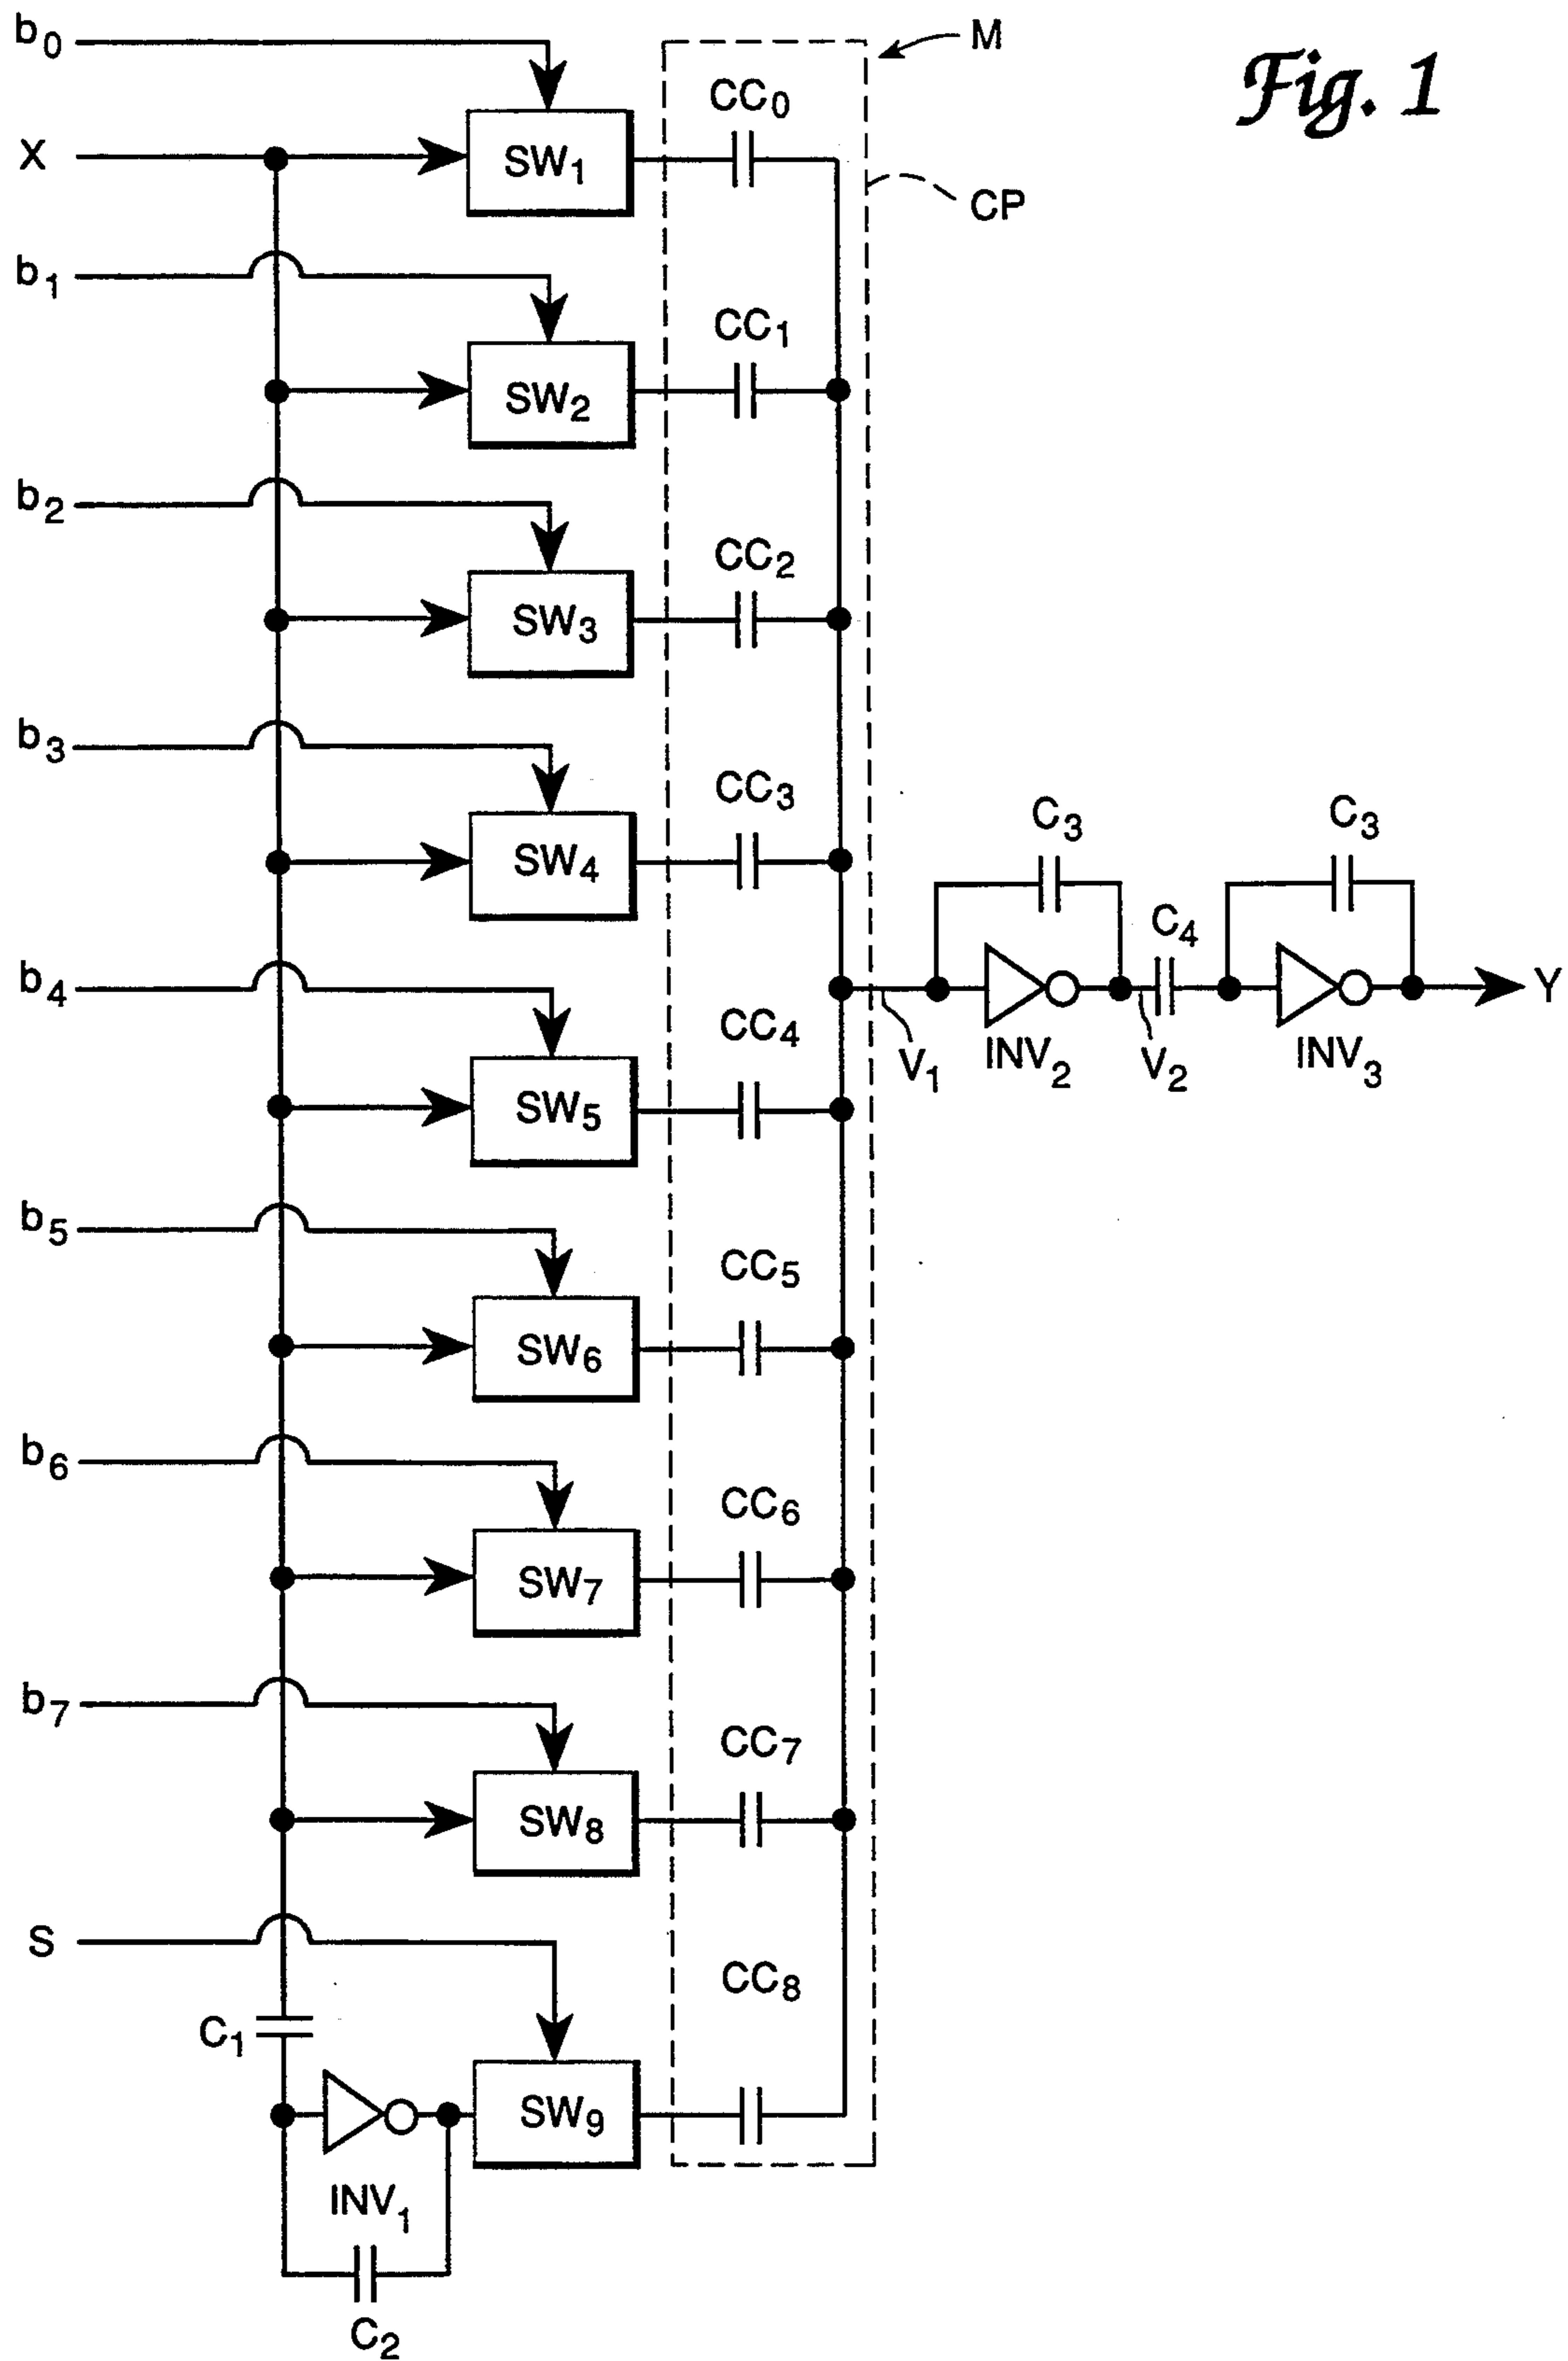 b0
M
Fig. 1
CC0
X
SW1
CP
b1
CC1
SW2
b2
CC2
SW3
b3
CC3
C3
C3
SW4
C4
b4
Y
CC4
V1
INV2
V2
INV3
SW5
b5
CC5
SW6
b6
CC6
SW7
b7
CC7
SW8
S
CC8
C1
SW9
INV1
C2